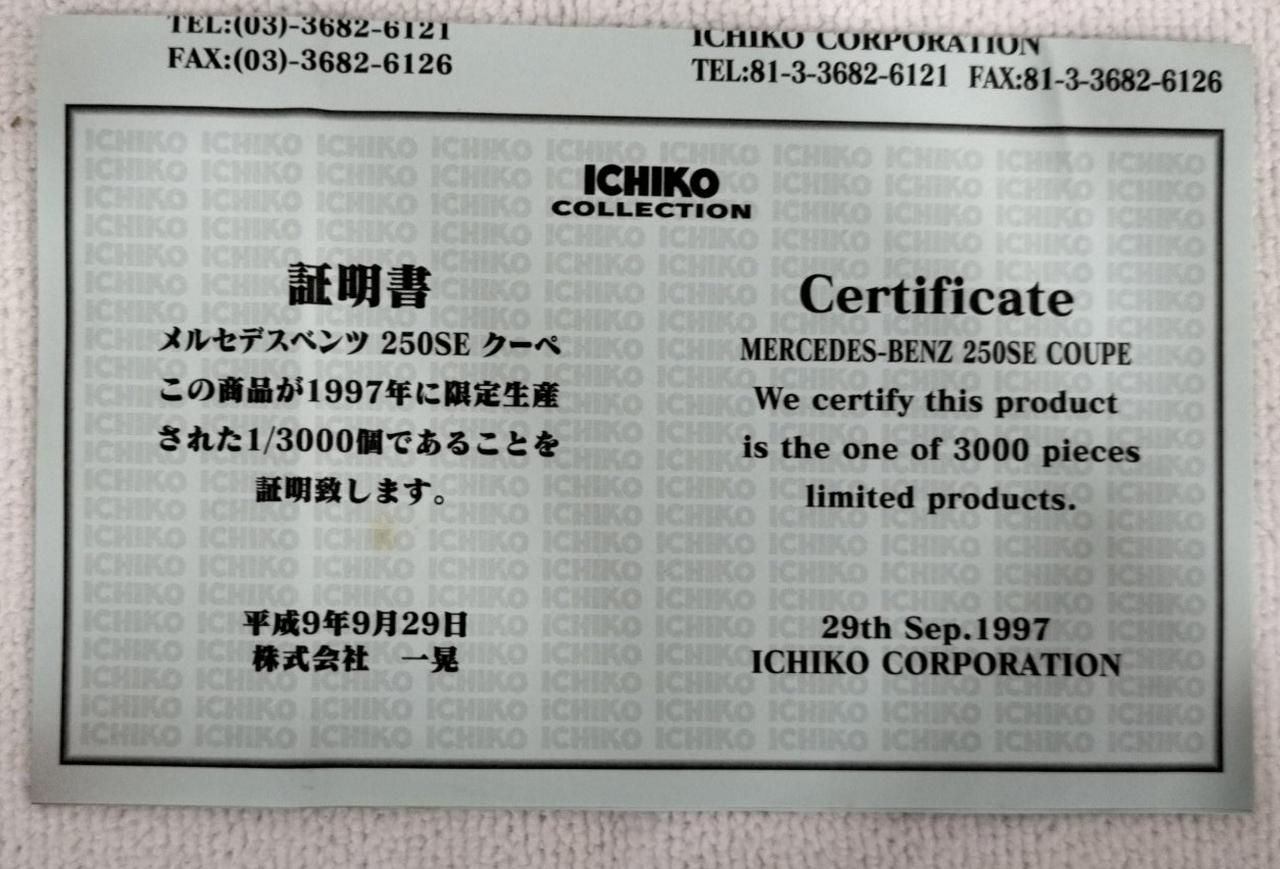 TEL:(03)-3682-6121
FAX:(03)-3682-6126
ICHIKO CORPORATION
TEL:81-3-3682-6121 FAX:81-3-3682-6126
ICHIKO
COLLECTION
証明書
メルセデスベンツ 250SE クーペ
この商品が1997年に限定生産
された1/3000個であることを
証明致します。
平成9年9月29日
株式会社 一晃
Certificate
MERCEDES-BENZ 250SE COUPE
We certify this product
is the one of 3000 pieces
limited products.
29th Sep.1997
ICHIKO CORPORATION